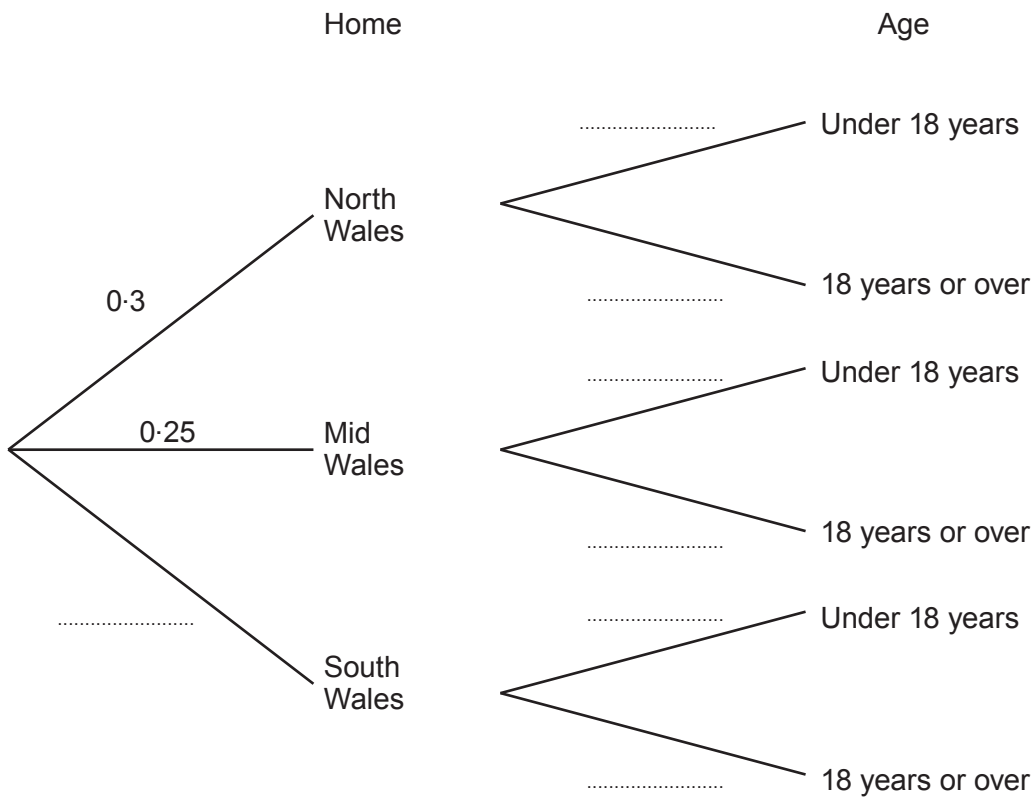 Home
Age
Under 18 years
North
Wales
18 years or over
0·3
Under 18 years
0·25
Mid
Wales
18 years or over
Under 18 years
South
Wales
18 years or over